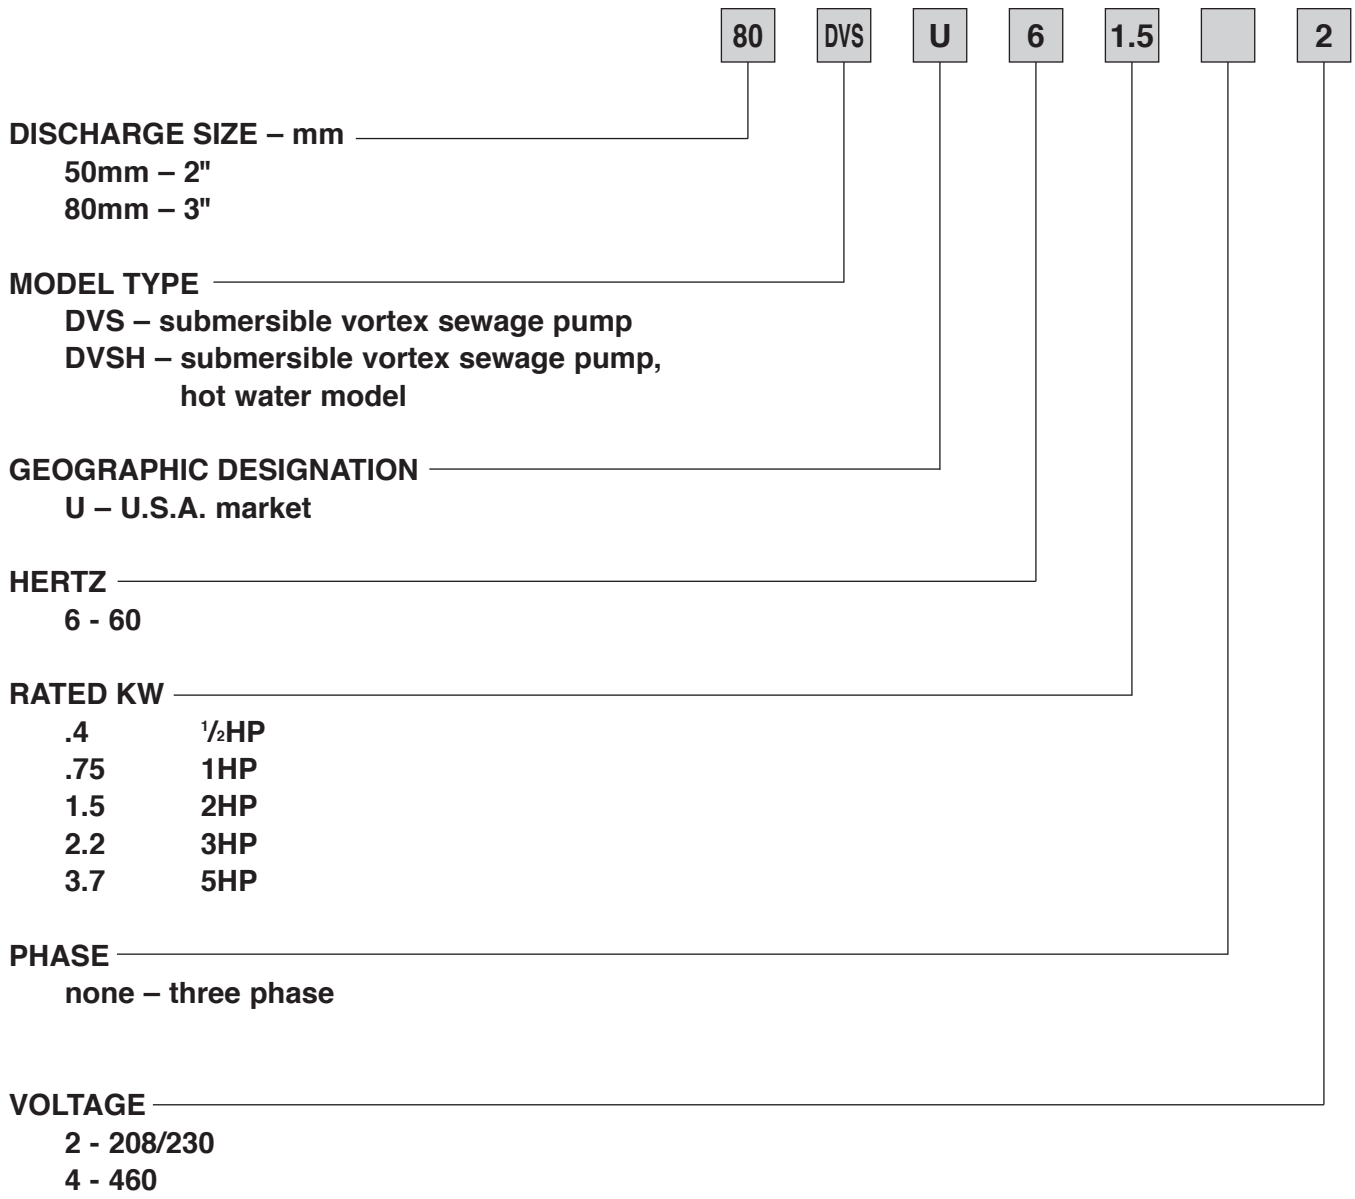 80 DVS U 6 1.5 2
DISCHARGE SIZE – mm
50mm – 2"
80mm – 3"
MODEL TYPE
DVS – submersible vortex sewage pump
DVSH – submersible vortex sewage pump,
hot water model
GEOGRAPHIC DESIGNATION
U – U.S.A. market
HERTZ
6 - 60
RATED KW
.4 ½HP
.75 1HP
1.5 2HP
2.2 3HP
3.7 5HP
PHASE
none – three phase
VOLTAGE
2 - 208/230
4 - 460